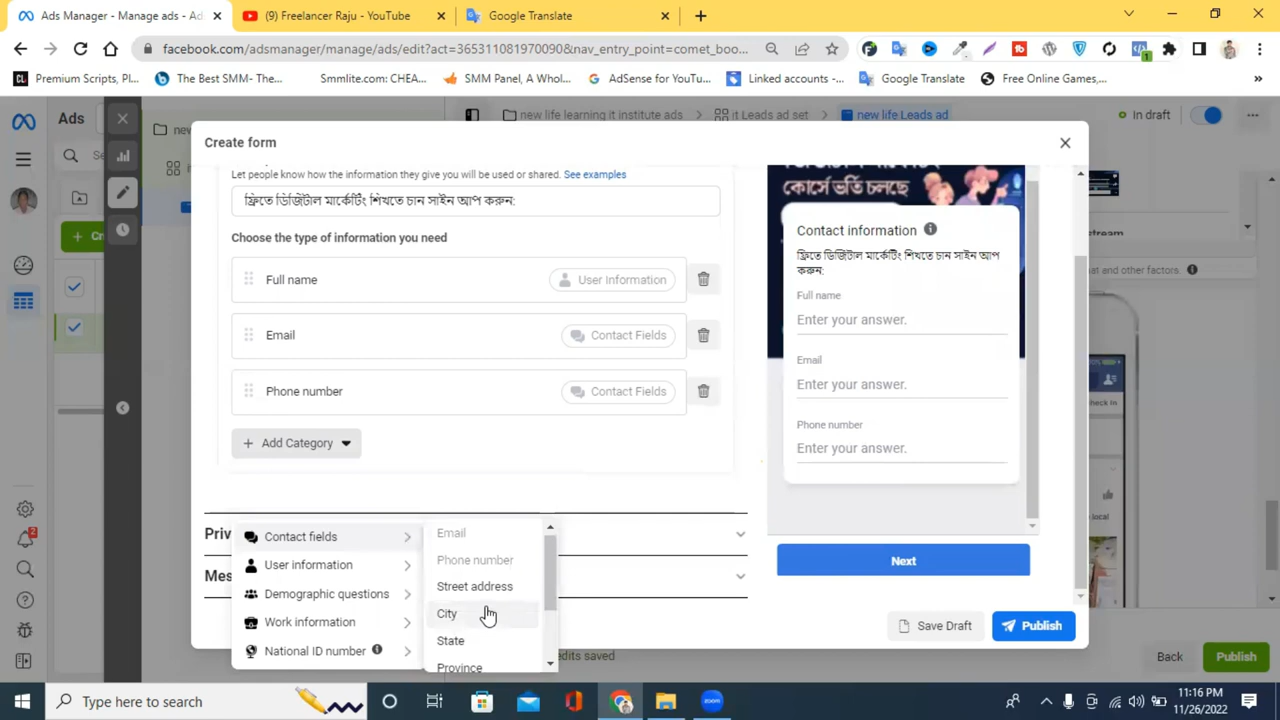 Ads Manager - Manage ads - Ad
(9) Freelancer Raju - YouTube
Google Translate
facebook.com/adsmanager/manage/ads/edit?act=365311081970090&nav_entry_point=comet_boo...
Premium Scripts, Pl...
The Best SMM- The...
Smmlite.com: CHEA...
SMM Panel, A Whol...
AdSense for YouTu...
Linked accounts -...
Google Translate
Free Online Games,...
Ads
new life learning it institute ads
it Leads ad set
new life Leads ad
In draft
Create form
Let people know how the information they give you will be used or shared. See examples
ফ্রিতে ডিজিটাল মার্কেটিং শিখতে চান সাইন আপ করুন:
Choose the type of information you need
Full name
User Information
Email
Contact Fields
Phone number
Contact Fields
Add Category
Contact fields
User information
Demographic questions
Work information
National ID number
Email
Phone number
Street address
City
State
Province
কোর্সে ভর্তি চলছে
Contact information
ফ্রিতে ডিজিটাল মার্কেটিং শিখতে চান সাইন আপ
করুন:
Full name
Enter your answer.
Email
Enter your answer.
Phone number
Enter your answer.
Next
Save Draft
Publish
and other factors.
Back
Publish
Type here to search
11:16 PM
11/26/2022